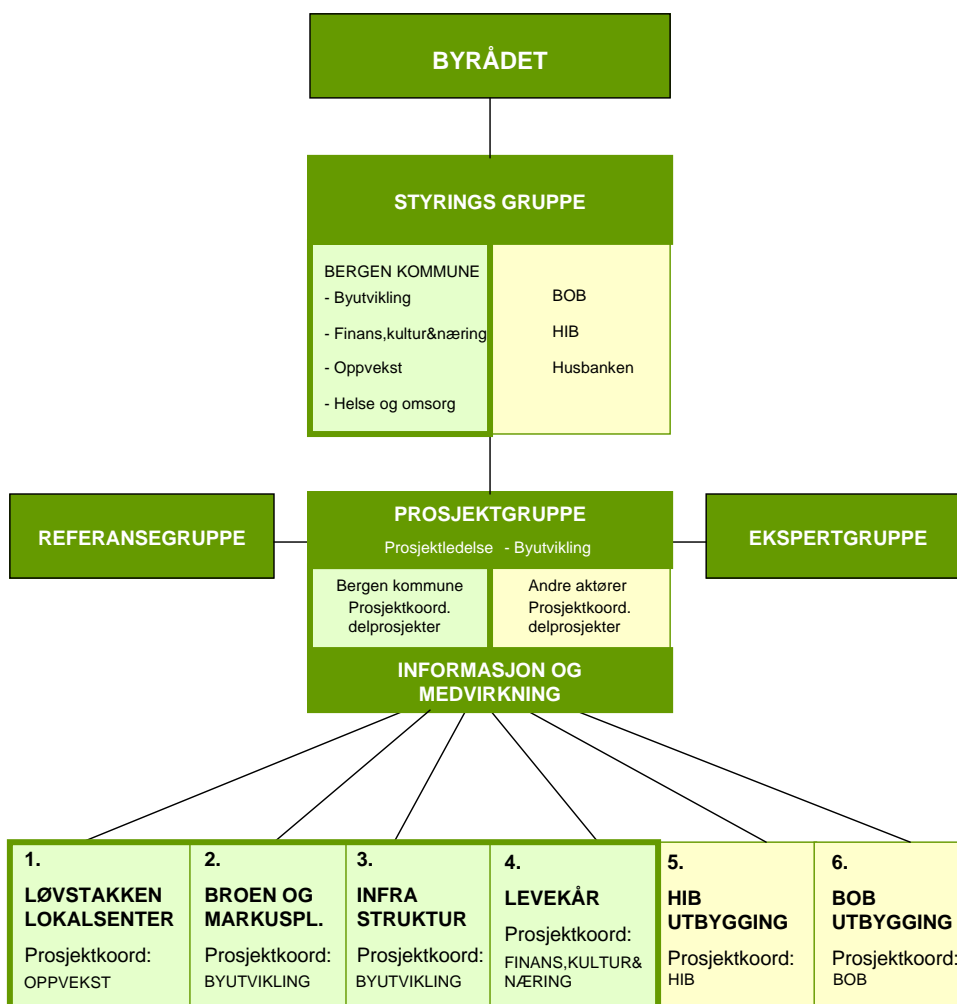 BYRÅDET
STYRINGS GRUPPE
BERGEN KOMMUNE
- Byutvikling
- Finans,kultur&næring
- Oppvekst
- Helse og omsorg
BOB
HIB
Husbanken
REFERANSEGRUPPE
PROSJEKTGRUPPE
Prosjektledelse - Byutvikling
EKSPERTGRUPPE
Bergen kommune
Prosjektkoord.
delprosjekter
Andre aktører
Prosjektkoord.
delprosjekter
INFORMASJON OG
MEDVIRKNING
1.
LØVSTAKKEN
LOKALSENTER
Prosjektkoord:
OPPVEKST
2.
BROEN OG
MARKUSPL.
Prosjektkoord:
BYUTVIKLING
3.
INFRA
STRUKTUR
Prosjektkoord:
BYUTVIKLING
4.
LEVEKÅR
Prosjektkoord:
FINANS,KULTUR&
NÆRING
5.
HIB
UTBYGGING
Prosjektkoord:
HIB
6.
BOB
UTBYGGING
Prosjektkoord:
BOB